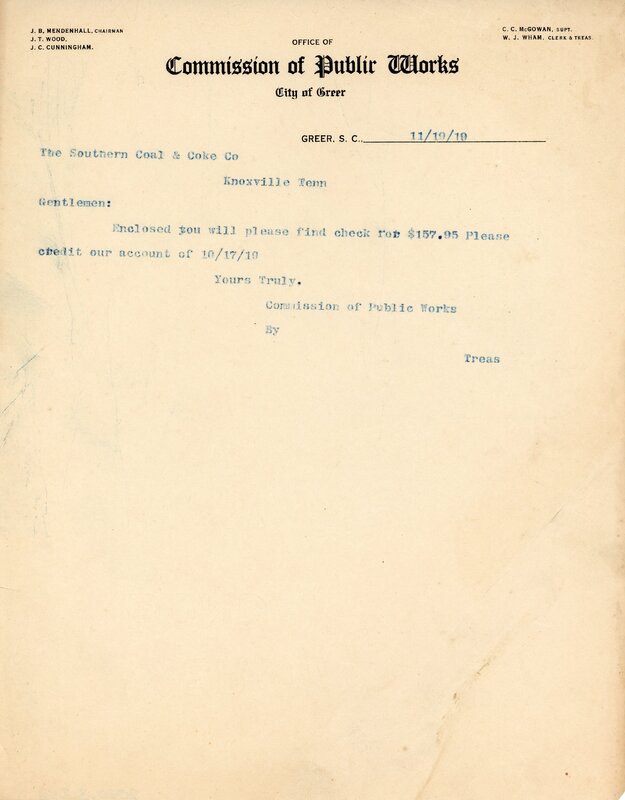 J. B. MENDENHALL, CHAIRMAN
J. T. WOOD,
J. C. CUNNINGHAM.
C. C. McGOWAN, SUPT.
W. J. WHAM, CLERK & TREAS.
OFFICE OF
Commission of Public Works
City of Greer
GREER, S. C., 11/19/19
The Southern Coal & Coke Co
Knoxville Tenn
Gentlemen:
Enclosed you will please find check for $157.95 Please
credit our account of 10/17/19
Yours Truly.
Commission of Public Works
By
Treas